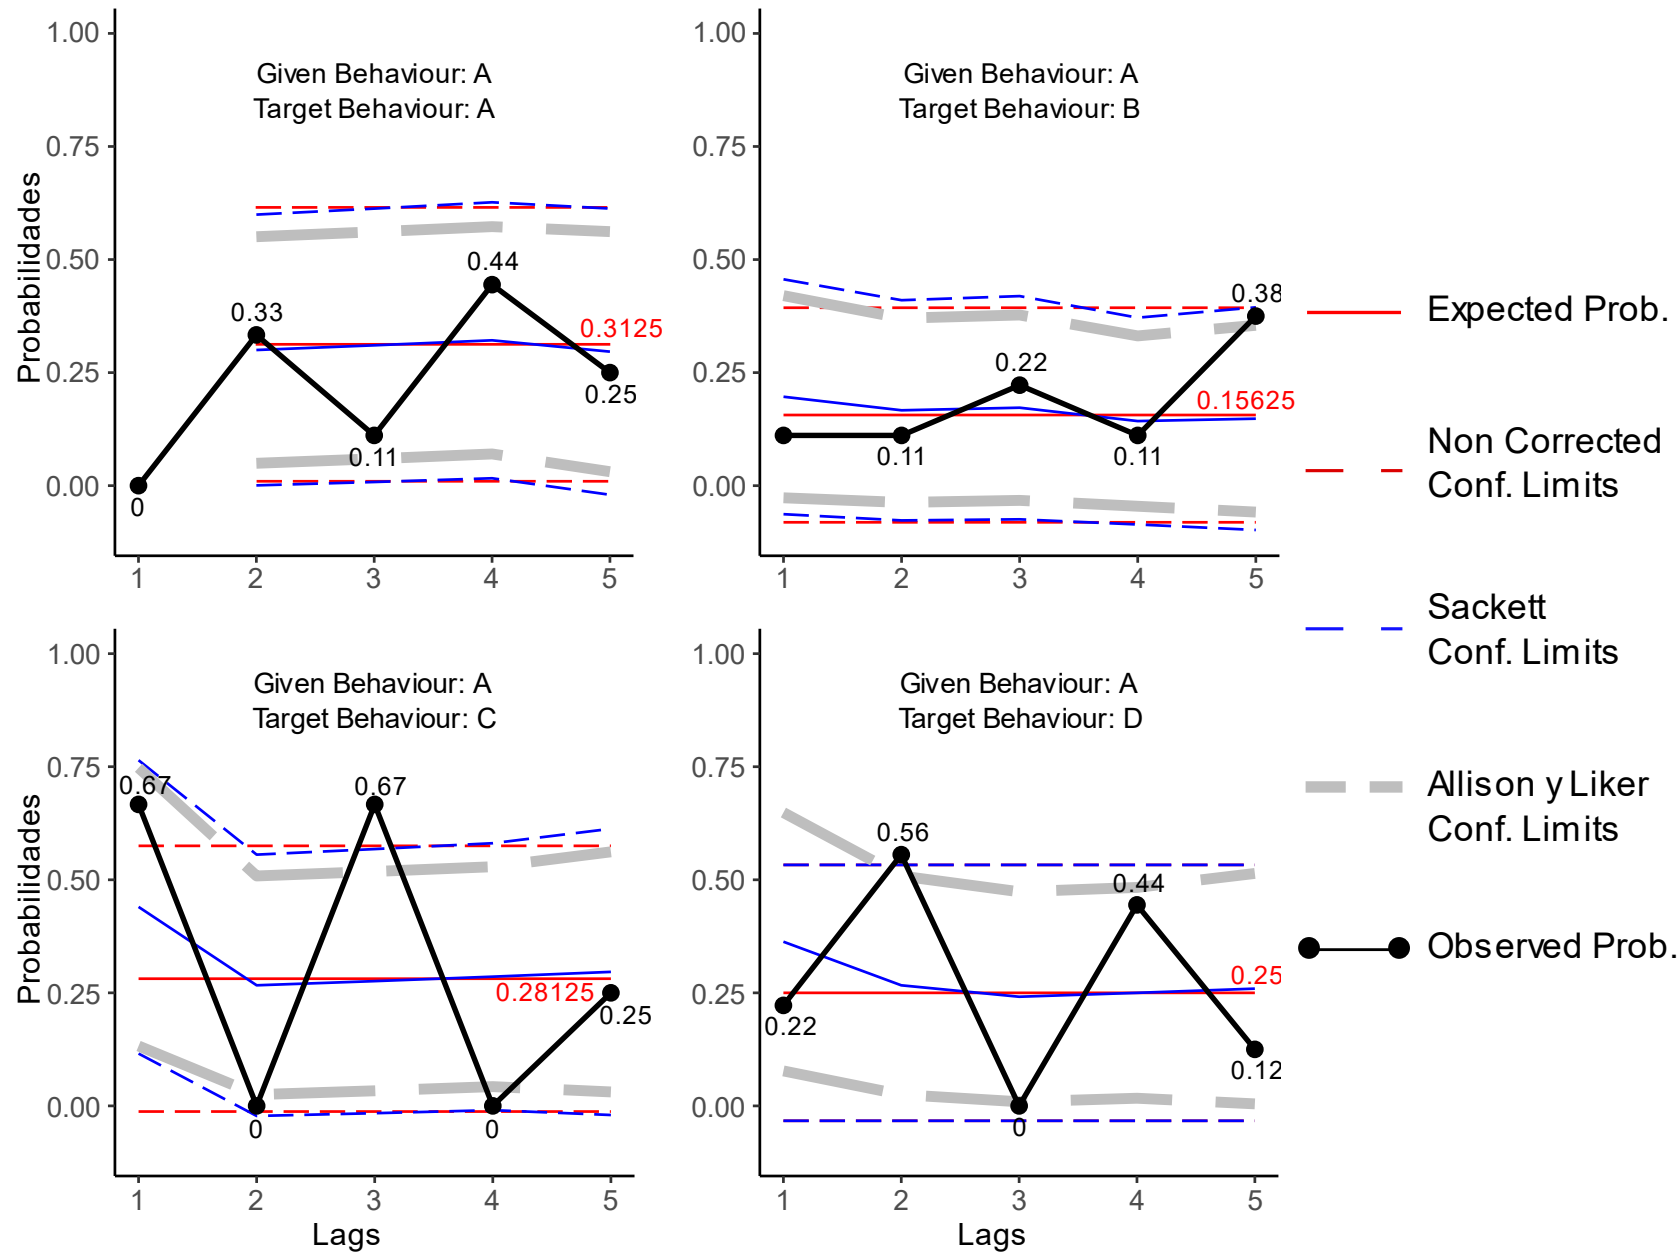 Given Behaviour: A
Target Behaviour: A
Probabilidades
1.00
0.75
0.50
0.25
0.00
0
0.33
0.11
0.44
0.3125
0.25
1 2 3 4 5
Given Behaviour: A
Target Behaviour: B
1.00
0.75
0.50
0.25
0.00
0.11
0.22
0.11
0.38
0.15625
1 2 3 4 5
Given Behaviour: A
Target Behaviour: C
Probabilidades
1.00
0.75
0.50
0.25
0.00
0.67
0
0.67
0
0.28125
0.25
1 2 3 4 5
Lags
Given Behaviour: A
Target Behaviour: D
1.00
0.75
0.50
0.25
0.00
0.22
0.56
0
0.44
0.25
0.12
1 2 3 4 5
Lags
Expected Prob.
Non Corrected
Conf. Limits
Sackett
Conf. Limits
Allison y Liker
Conf. Limits
Observed Prob.